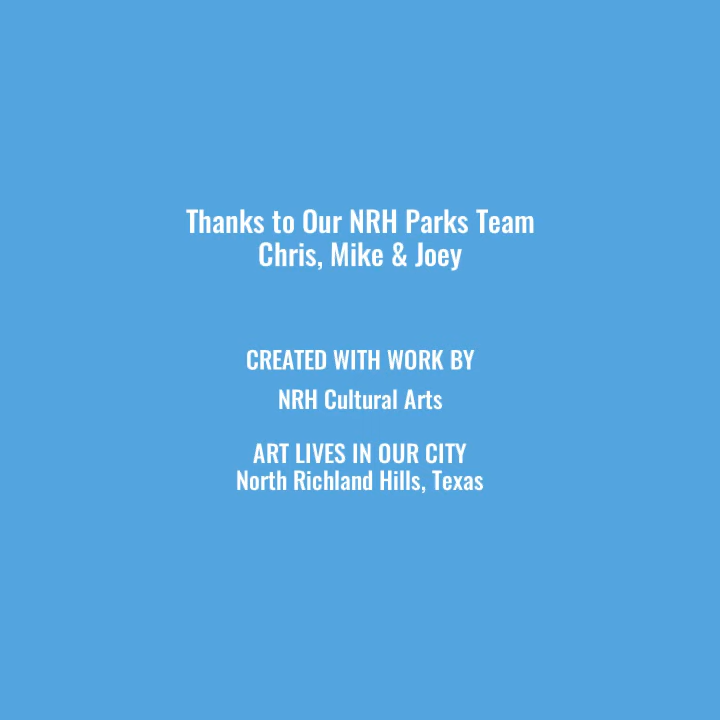 Thanks to Our NRH Parks Team
Chris, Mike & Joey
CREATED WITH WORK BY
NRH Cultural Arts
ART LIVES IN OUR CITY
North Richland Hills, Texas